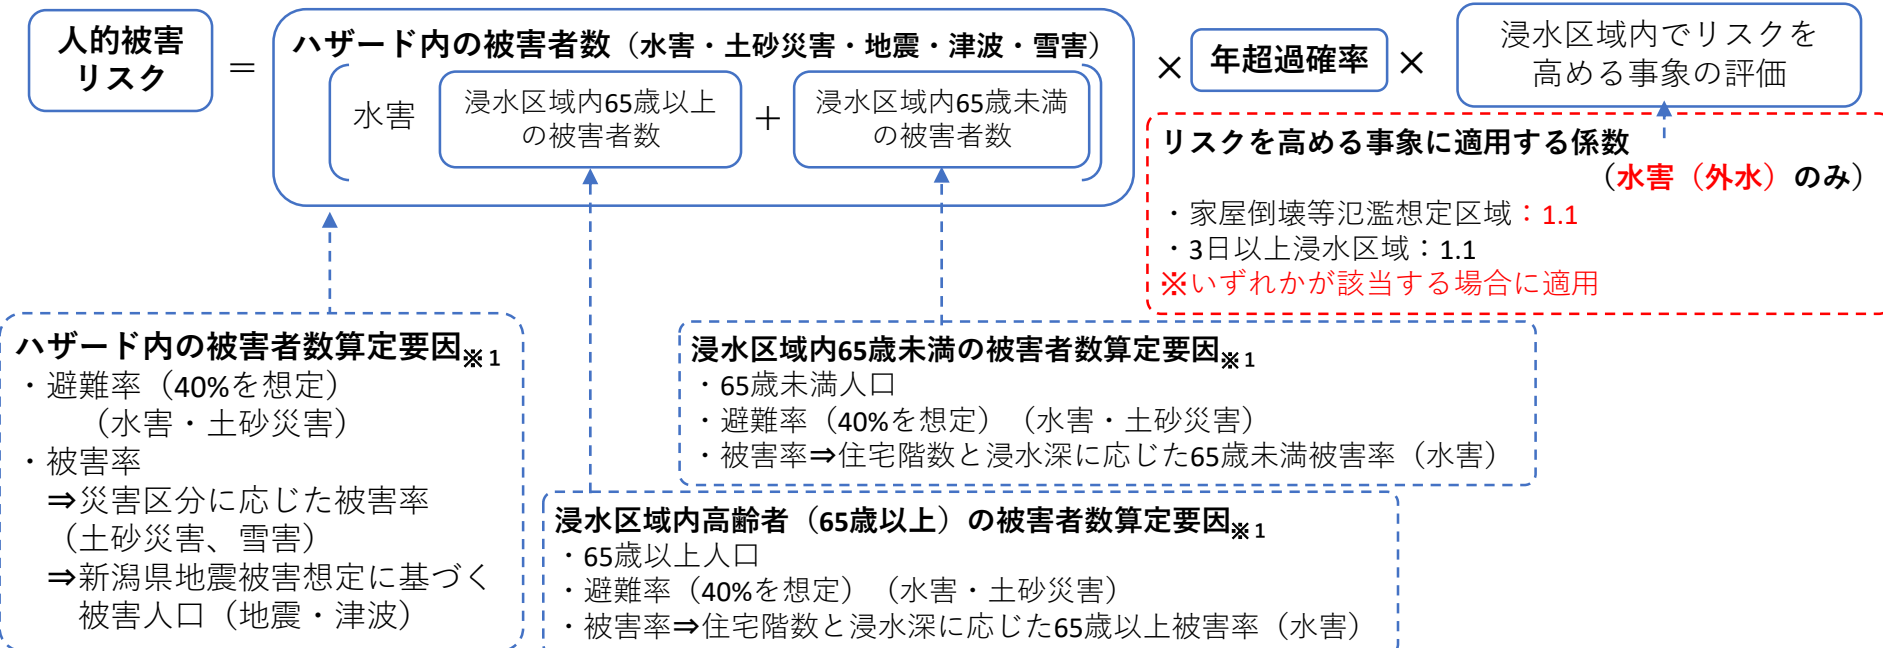 人的被害
リスク
＝
ハザード内の被害者数（水害・土砂災害・地震・津波・雪害）
水害
浸水区域内65歳以上
の被害者数
＋
浸水区域内65歳未満
の被害者数
×
年超過確率
×
浸水区域内でリスクを
高める事象の評価
リスクを高める事象に適用する係数
（水害（外水）のみ）
・家屋倒壊等氾濫想定区域：1.1
・3日以上浸水区域：1.1
※いずれかが該当する場合に適用
ハザード内の被害者数算定要因※1
・避難率（40%を想定）
（水害・土砂災害）
・被害率
⇒災害区分に応じた被害率
（土砂災害、雪害）
⇒新潟県地震被害想定に基づく
被害人口（地震・津波）
浸水区域内65歳未満の被害者数算定要因※1
・65歳未満人口
・避難率（40%を想定）（水害・土砂災害）
・被害率⇒住宅階数と浸水深に応じた65歳未満被害率（水害）
浸水区域内高齢者（65歳以上）の被害者数算定要因※1
・65歳以上人口
・避難率（40%を想定）（水害・土砂災害）
・被害率⇒住宅階数と浸水深に応じた65歳以上被害率（水害）